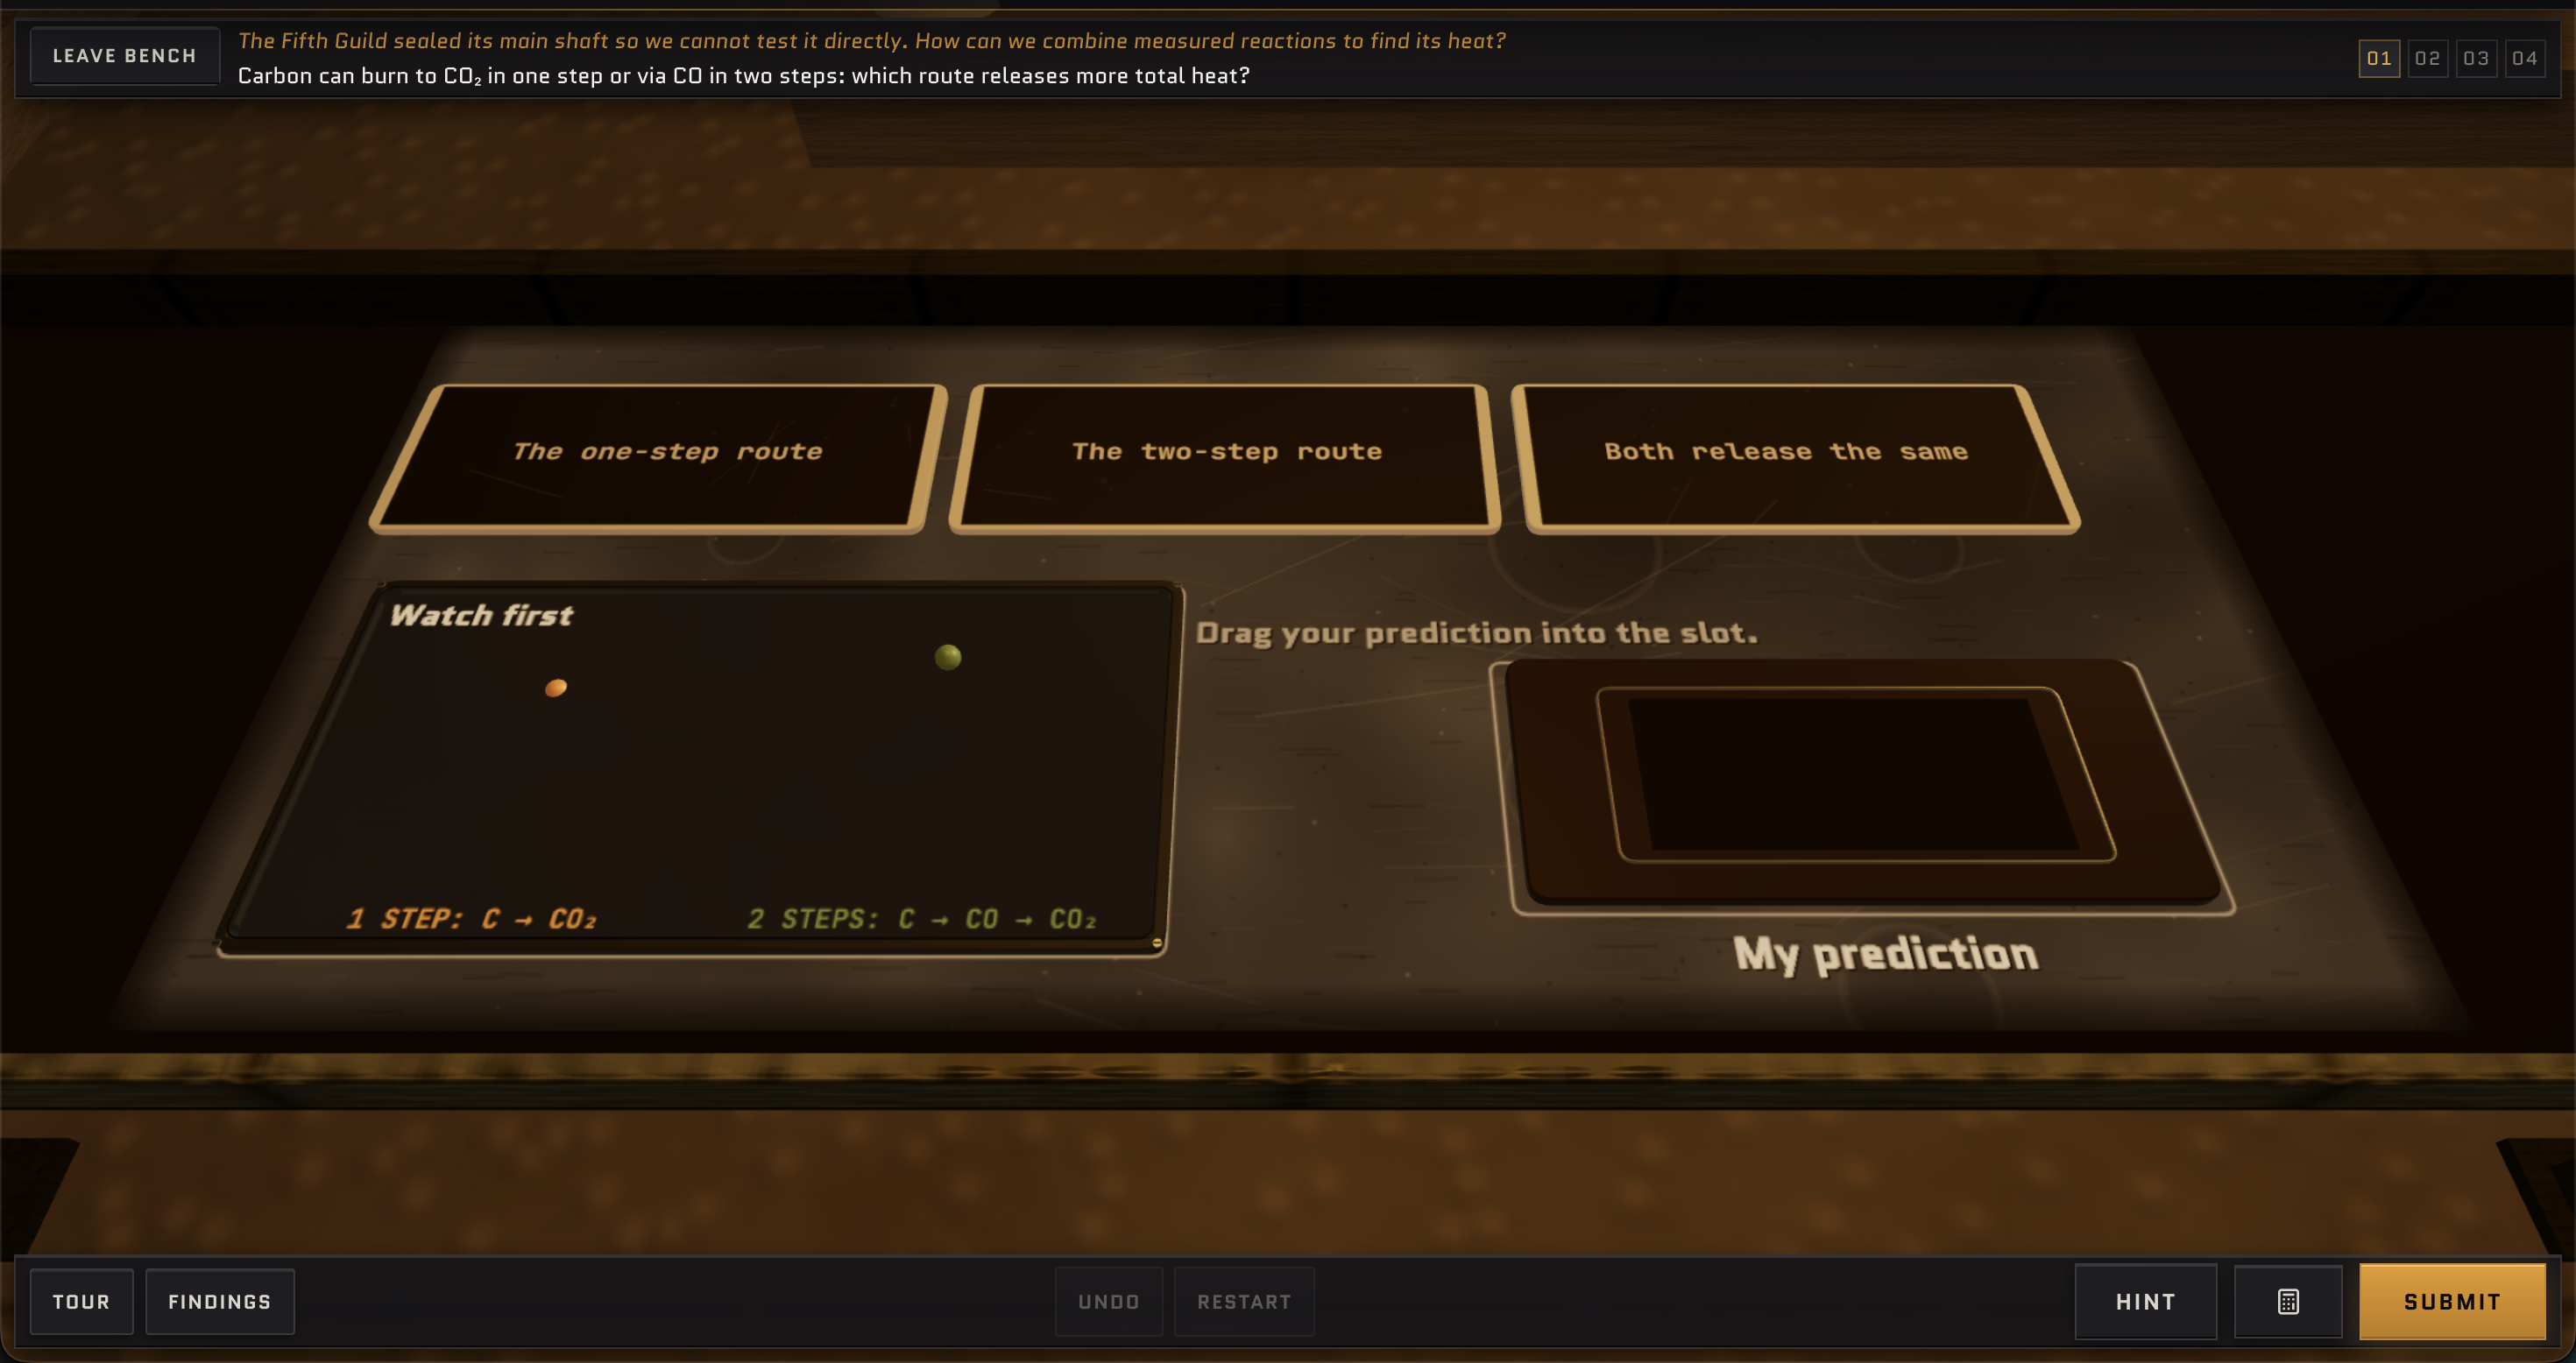 LEAVE BENCH
The Fifth Guild sealed its main shaft so we cannot test it directly. How can we combine measured reactions to find its heat?
Carbon can burn to CO₂ in one step or via CO in two steps: which route releases more total heat?
01 02 03 04
The one-step route
The two-step route
Both release the same
Watch first
Drag your prediction into the slot.
1 STEP: C → CO₂
2 STEPS: C → CO → CO₂
My prediction
TOUR
FINDINGS
UNDO
RESTART
HINT
SUBMIT